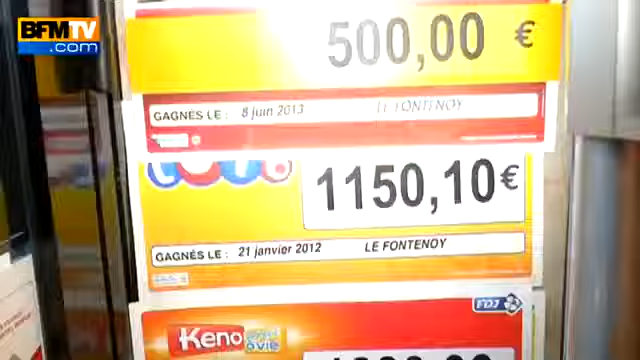 BFMTV
.com
500,00 €
GAGNÉS LE : 8 juin 2013 LE FONTENOY
1150,10€
GAGNÉS LE : 21 janvier 2012 LE FONTENOY
FDJ
Keno
à vie